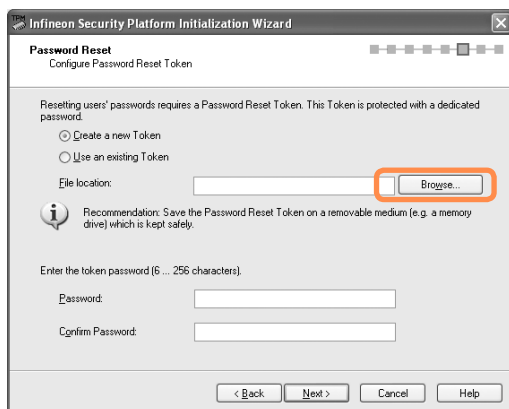 TPM Infineon Security Platform Initialization Wizard
Password Reset
Configure Password Reset Token
Resetting users' passwords requires a Password Reset Token. This Token is protected with a dedicated
password.
Create a new Token
Use an existing Token
File location:
Browse...
Recommendation: Save the Password Reset Token on a removable medium (e.g. a memory
drive) which is kept safely.
Enter the token password (6 ... 256 characters).
Password:
Confirm Password:
< Back
Next >
Cancel
Help